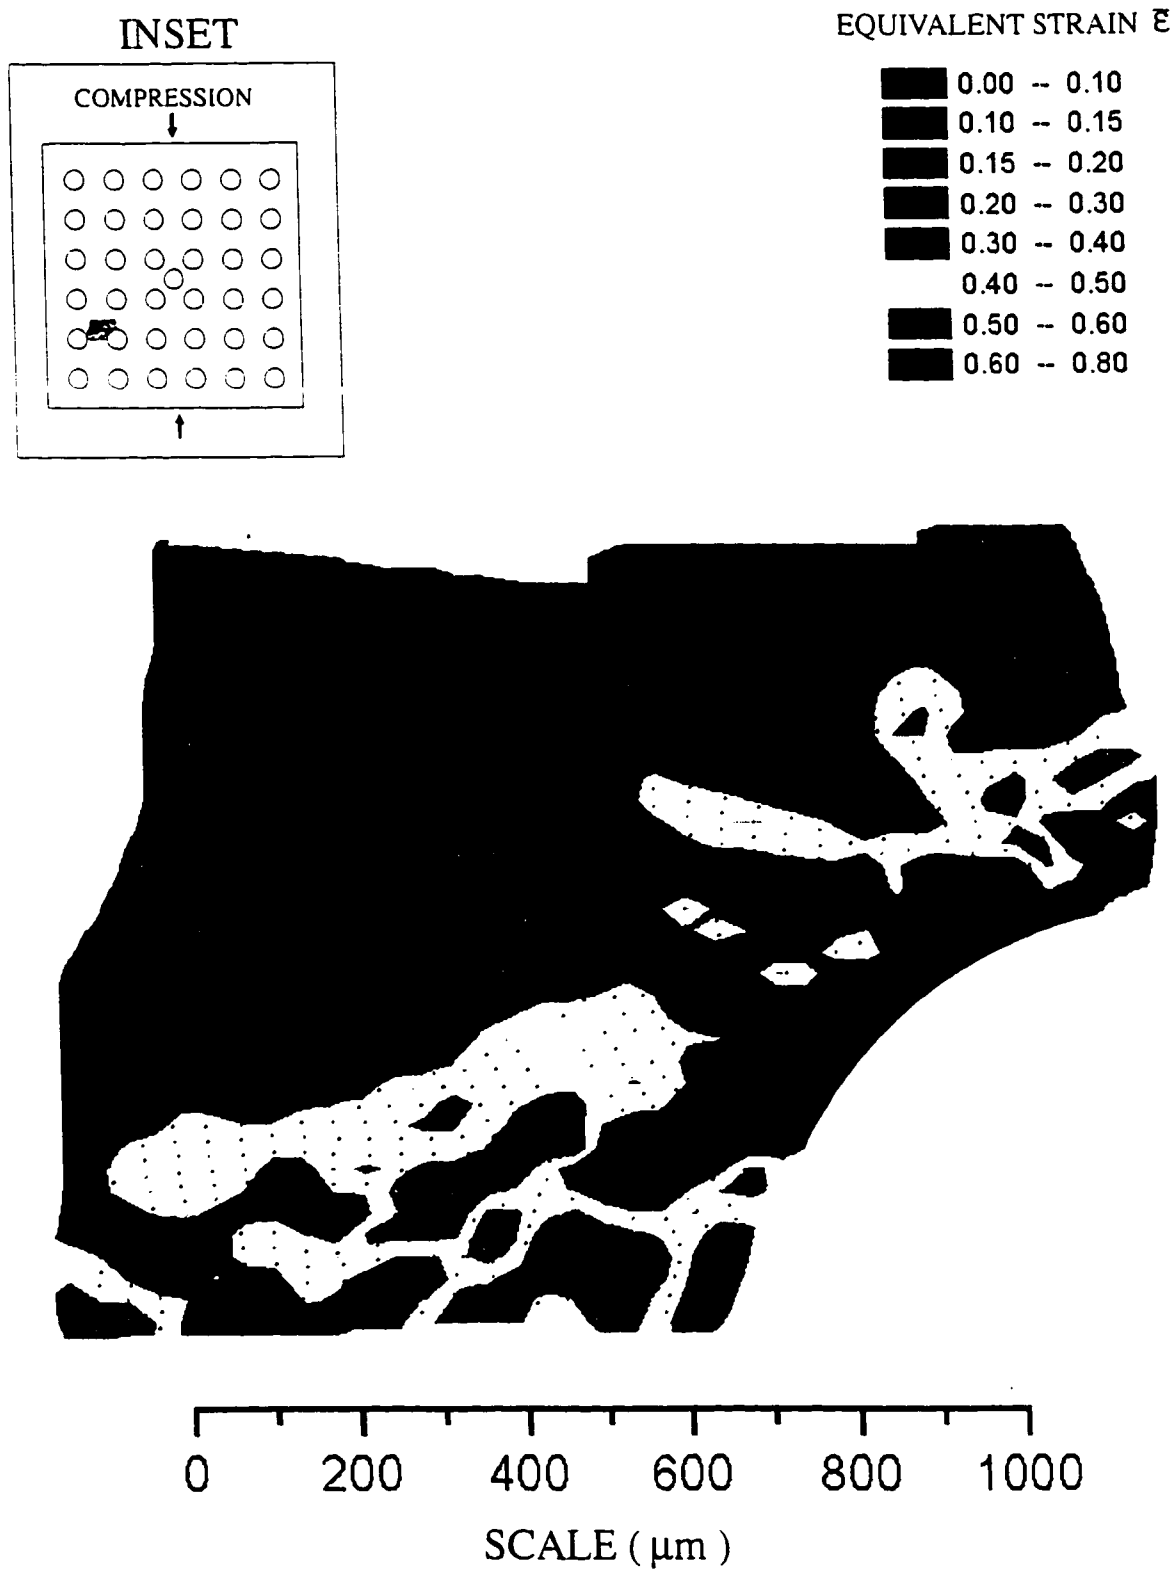 INSET
COMPRESSION
EQUIVALENT STRAIN ε̄
0.00 -- 0.10
0.10 -- 0.15
0.15 -- 0.20
0.20 -- 0.30
0.30 -- 0.40
0.40 -- 0.50
0.50 -- 0.60
0.60 -- 0.80
0 200 400 600 800 1000
SCALE ( μm )